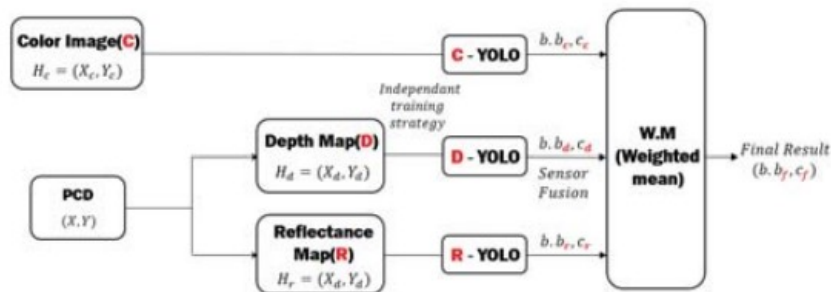 Color Image(C)
H_c = (X_c, Y_c)
C - YOLO
b.b_c, c_c
Independant
training
strategy
Depth Map(D)
H_d = (X_d, Y_d)
D - YOLO
b.b_d, c_d
Sensor
Fusion
PCD
(X,Y)
Reflectance
Map(R)
H_r = (X_d, Y_d)
R - YOLO
b.b_r, c_r
W.M
(Weighted
mean)
Final Result
(b.b_f, c_f)